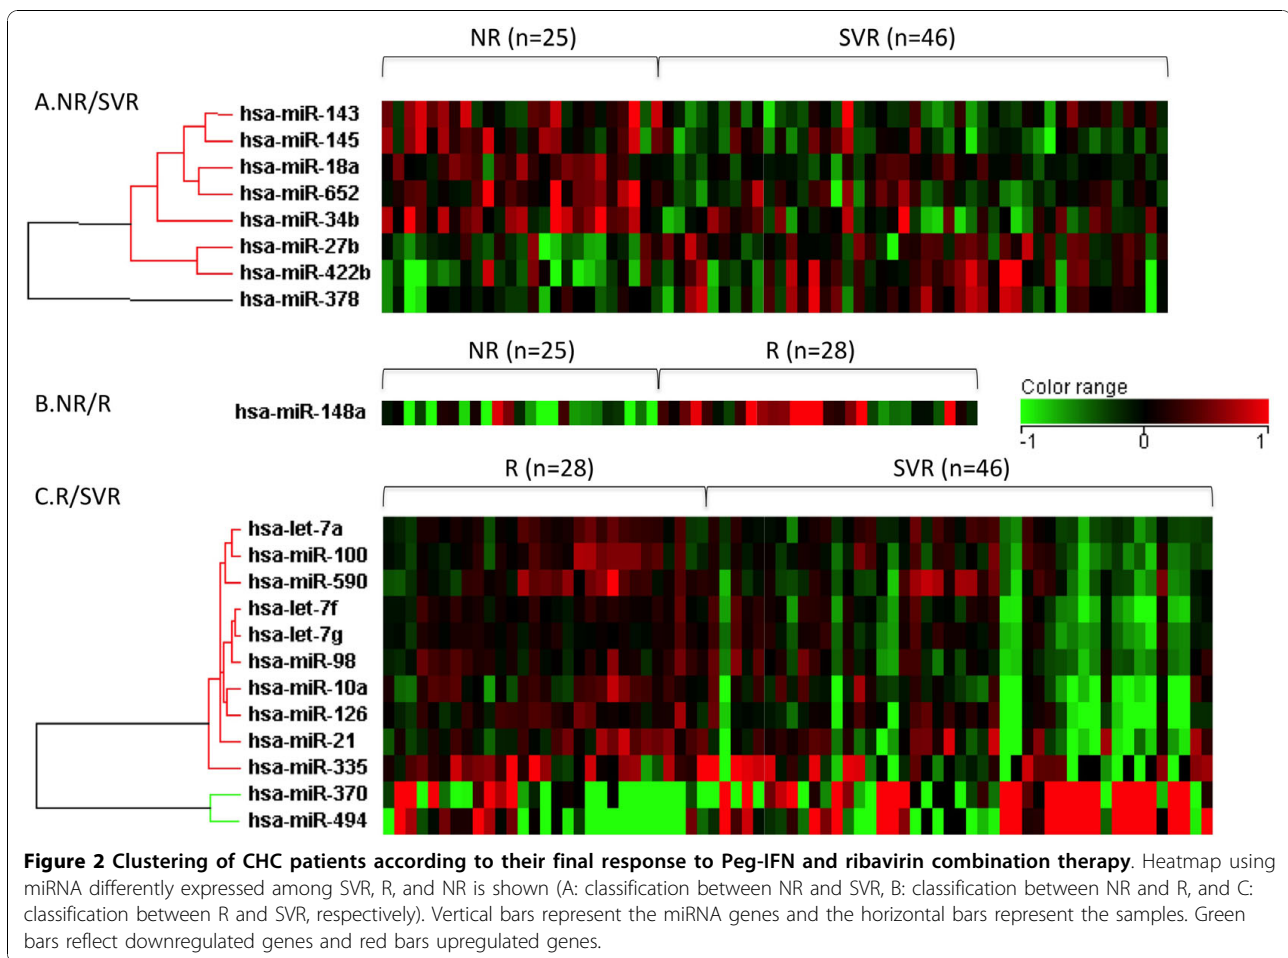 NR (n=25) SVR (n=46)
A.NR/SVR
hsa-miR-143
hsa-miR-145
hsa-miR-18a
hsa-miR-652
hsa-miR-34b
hsa-miR-27b
hsa-miR-422b
hsa-miR-378
NR (n=25) R (n=28)
B.NR/R
hsa-miR-148a
Color range
-1 0 1
R (n=28) SVR (n=46)
C.R/SVR
hsa-let-7a
hsa-miR-100
hsa-miR-590
hsa-let-7f
hsa-let-7g
hsa-miR-98
hsa-miR-10a
hsa-miR-126
hsa-miR-21
hsa-miR-335
hsa-miR-370
hsa-miR-494
Figure 2 Clustering of CHC patients according to their final response to Peg-IFN and ribavirin combination therapy. Heatmap using
miRNA differently expressed among SVR, R, and NR is shown (A: classification between NR and SVR, B: classification between NR and R, and C:
classification between R and SVR, respectively). Vertical bars represent the miRNA genes and the horizontal bars represent the samples. Green
bars reflect downregulated genes and red bars upregulated genes.